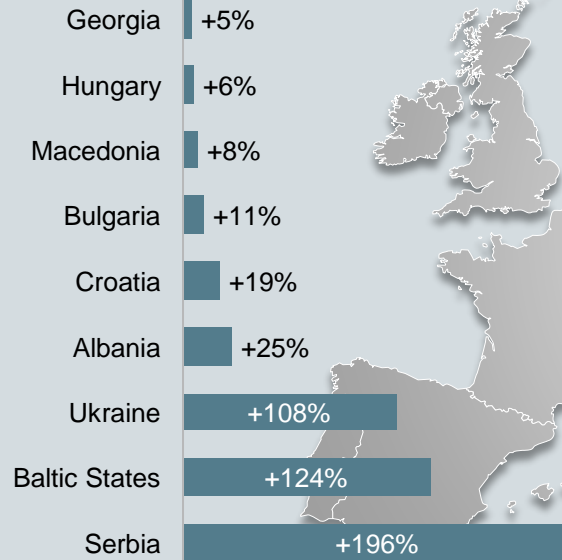 Georgia +5%
Hungary +6%
Macedonia +8%
Bulgaria +11%
Croatia +19%
Albania +25%
Ukraine +108%
Baltic States +124%
Serbia +196%